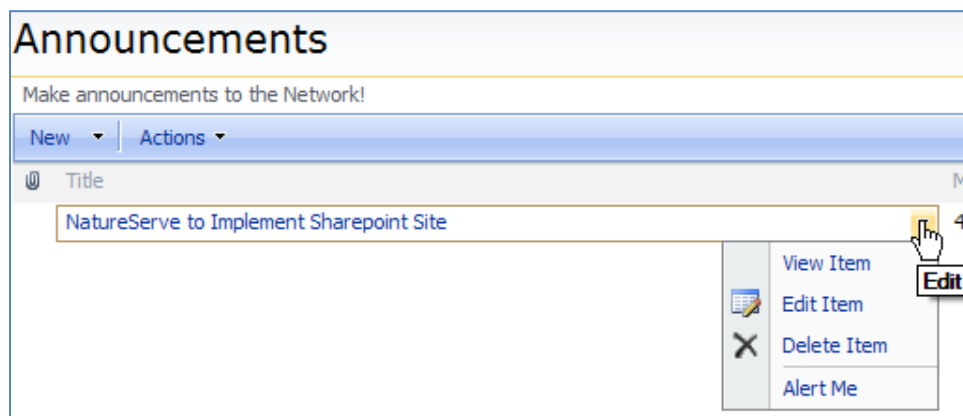 Announcements
Make announcements to the Network!
New Actions
Title M
NatureServe to Implement Sharepoint Site 4
View Item
Edit
Edit Item
Delete Item
Alert Me